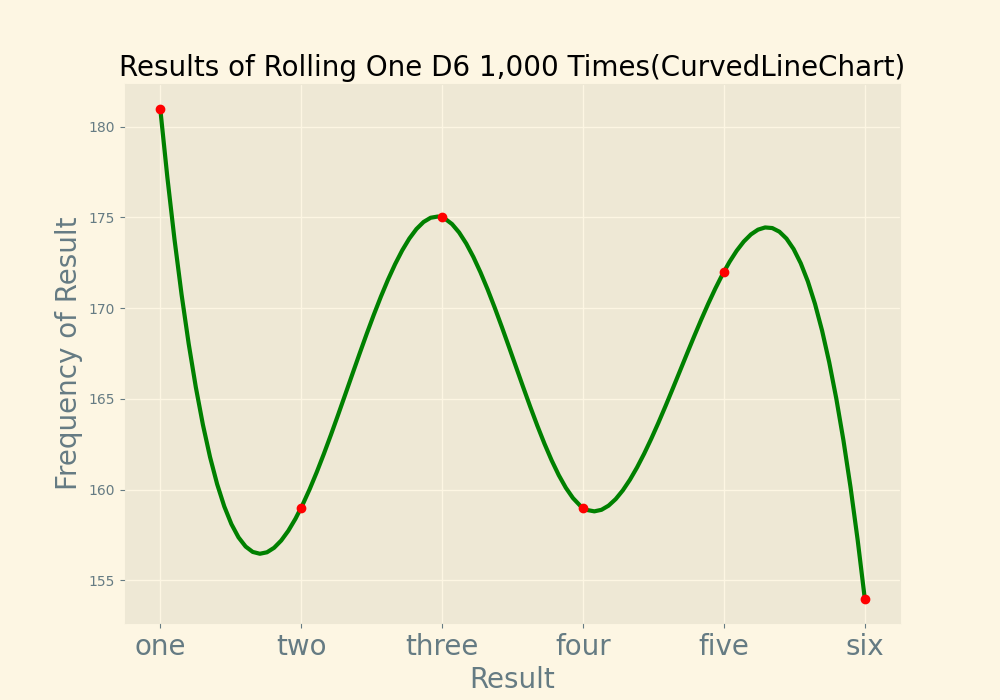 Results of Rolling One D6 1,000 Times(CurvedLineChart)
Frequency of Result
180
175
170
165
160
155
one two three four five six
Result